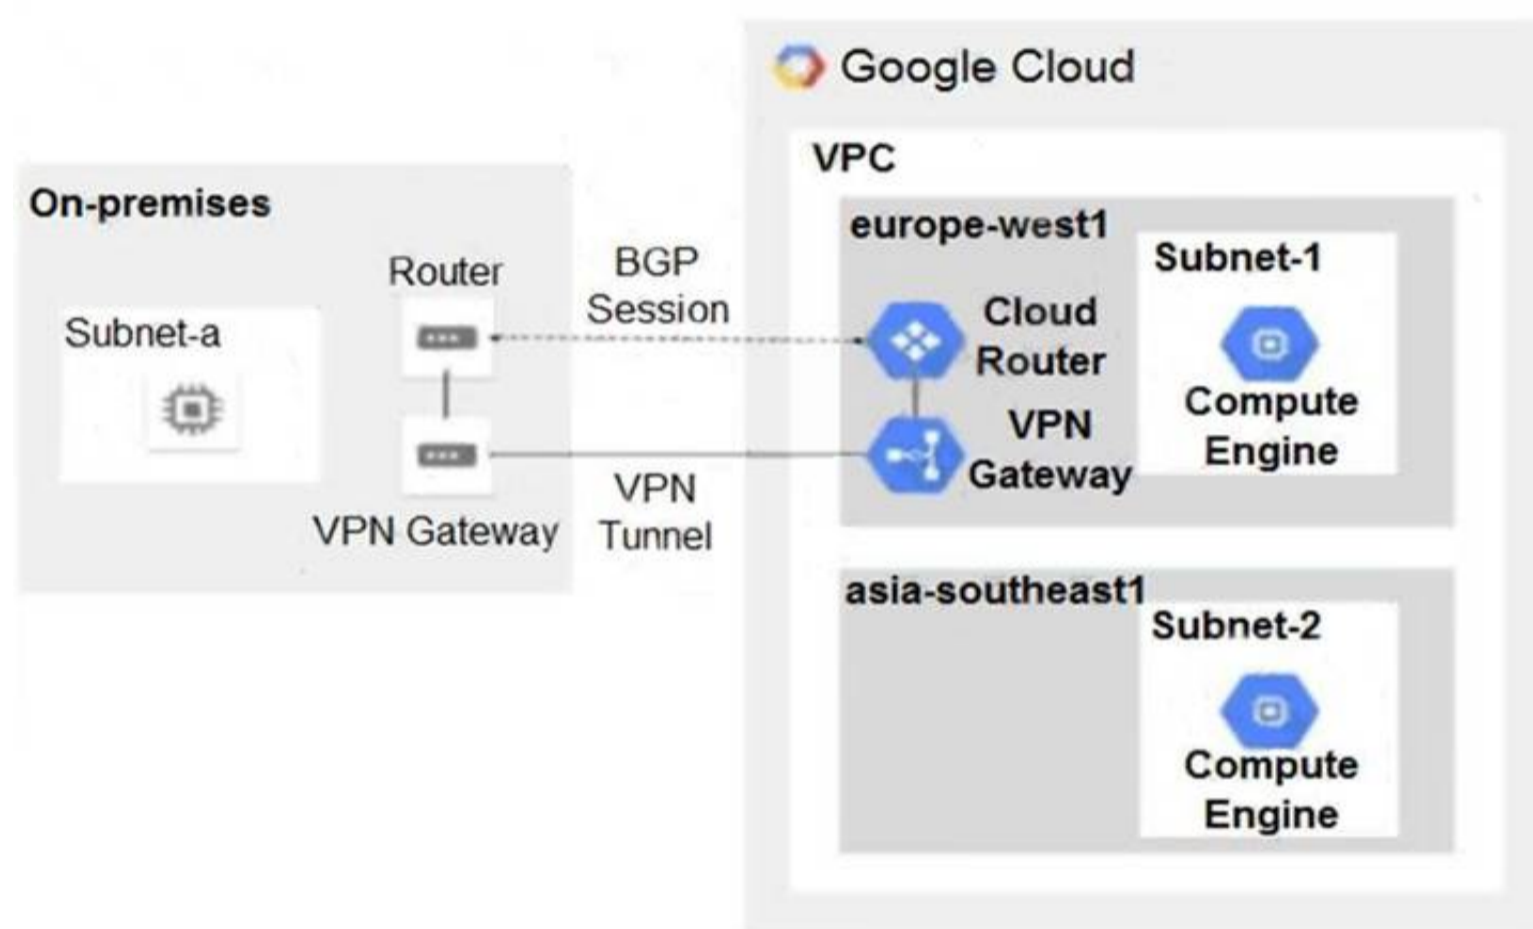 Google Cloud
VPC
On-premises
Subnet-a
Router
VPN Gateway
BGP
Session
VPN
Tunnel
europe-west1
Cloud
Router
VPN
Gateway
Subnet-1
Compute
Engine
asia-southeast1
Subnet-2
Compute
Engine